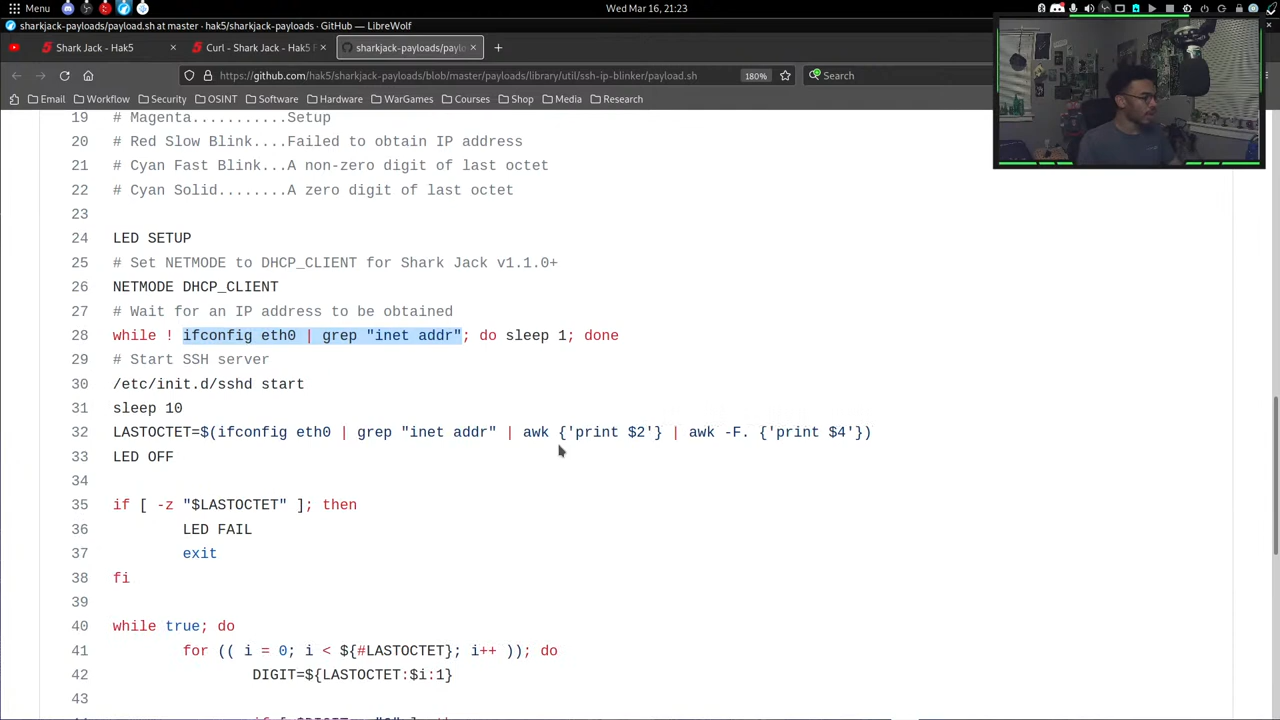 Menu
Wed Mar 16, 21:23
sharkjack-payloads/payload.sh at master · hak5/sharkjack-payloads · GitHub — LibreWolf
Shark Jack - Hak5
Curl - Shark Jack - Hak5 F
sharkjack-payloads/paylo
https://github.com/hak5/sharkjack-payloads/blob/master/payloads/library/util/ssh-ip-blinker/payload.sh
180%
Search
Email
Workflow
Security
OSINT
Software
Hardware
WarGames
Courses
Shop
Media
Research
19 # Magenta...........Setup
20 # Red Slow Blink....Failed to obtain IP address
21 # Cyan Fast Blink...A non-zero digit of last octet
22 # Cyan Solid........A zero digit of last octet
23
24 LED SETUP
25 # Set NETMODE to DHCP_CLIENT for Shark Jack v1.1.0+
26 NETMODE DHCP_CLIENT
27 # Wait for an IP address to be obtained
28 while ! ifconfig eth0 | grep "inet addr"; do sleep 1; done
29 # Start SSH server
30 /etc/init.d/sshd start
31 sleep 10
32 LASTOCTET=$(ifconfig eth0 | grep "inet addr" | awk {'print $2'} | awk -F. {'print $4'})
33 LED OFF
34
35 if [ -z "$LASTOCTET" ]; then
36 LED FAIL
37 exit
38 fi
39
40 while true; do
41 for (( i = 0; i < ${#LASTOCTET}; i++ )); do
42 DIGIT=${LASTOCTET:$i:1}
43